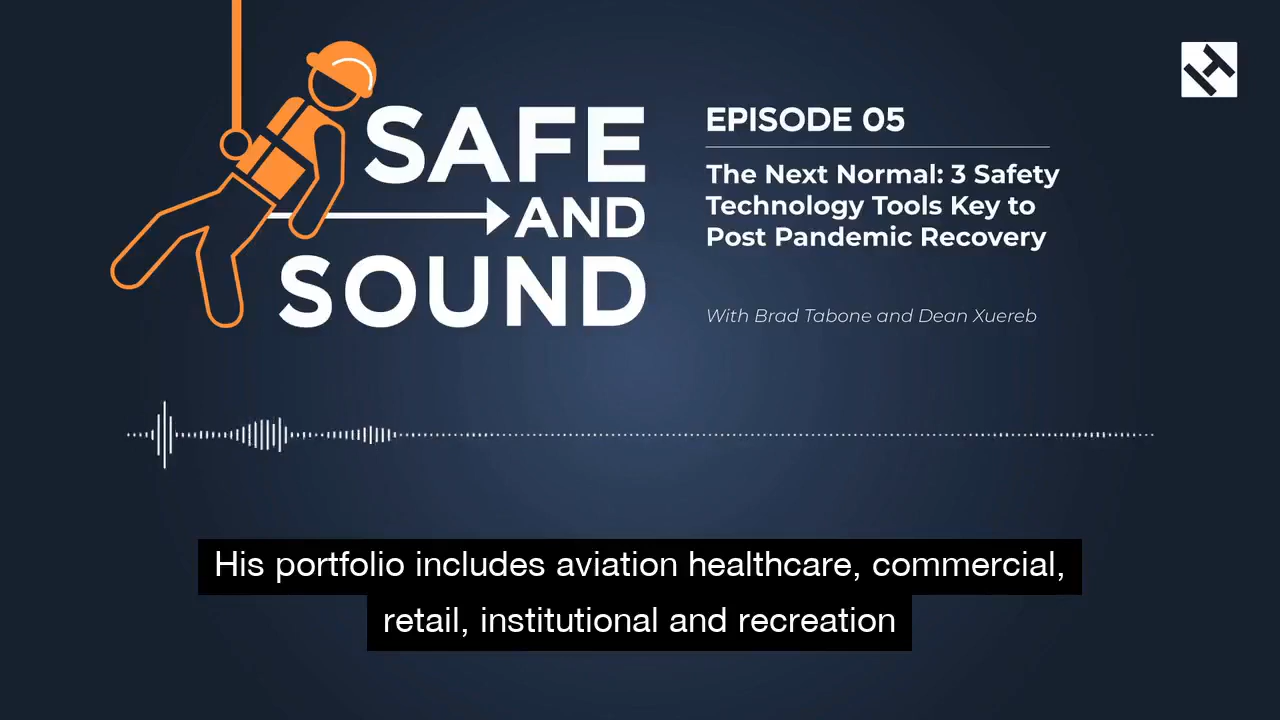 SAFE
AND
SOUND
EPISODE 05
The Next Normal: 3 Safety
Technology Tools Key to
Post Pandemic Recovery
With Brad Tabone and Dean Xuereb
His portfolio includes aviation healthcare, commercial,
retail, institutional and recreation